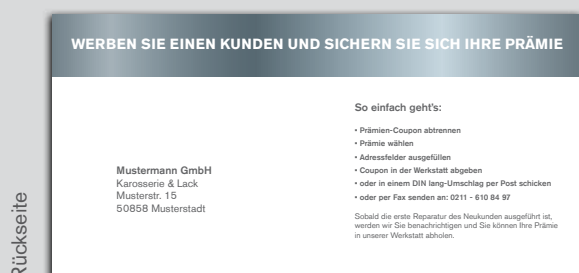 WERBEN SIE EINEN KUNDEN UND SICHERN SIE SICH IHRE PRÄMIE
So einfach geht's:
• Prämien-Coupon abtrennen
• Prämie wählen
• Adressfelder ausgefüllen
• Coupon in der Werkstatt abgeben
• oder in einem DIN lang-Umschlag per Post schicken
• oder per Fax senden an: 0211 - 610 84 97
Sobald die erste Reparatur des Neukunden ausgeführt ist,
werden wir Sie benachrichtigen und Sie können Ihre Prämie
in unserer Werkstatt abholen.
Mustermann GmbH
Karosserie & Lack
Musterstr. 15
50858 Musterstadt
Rückseite